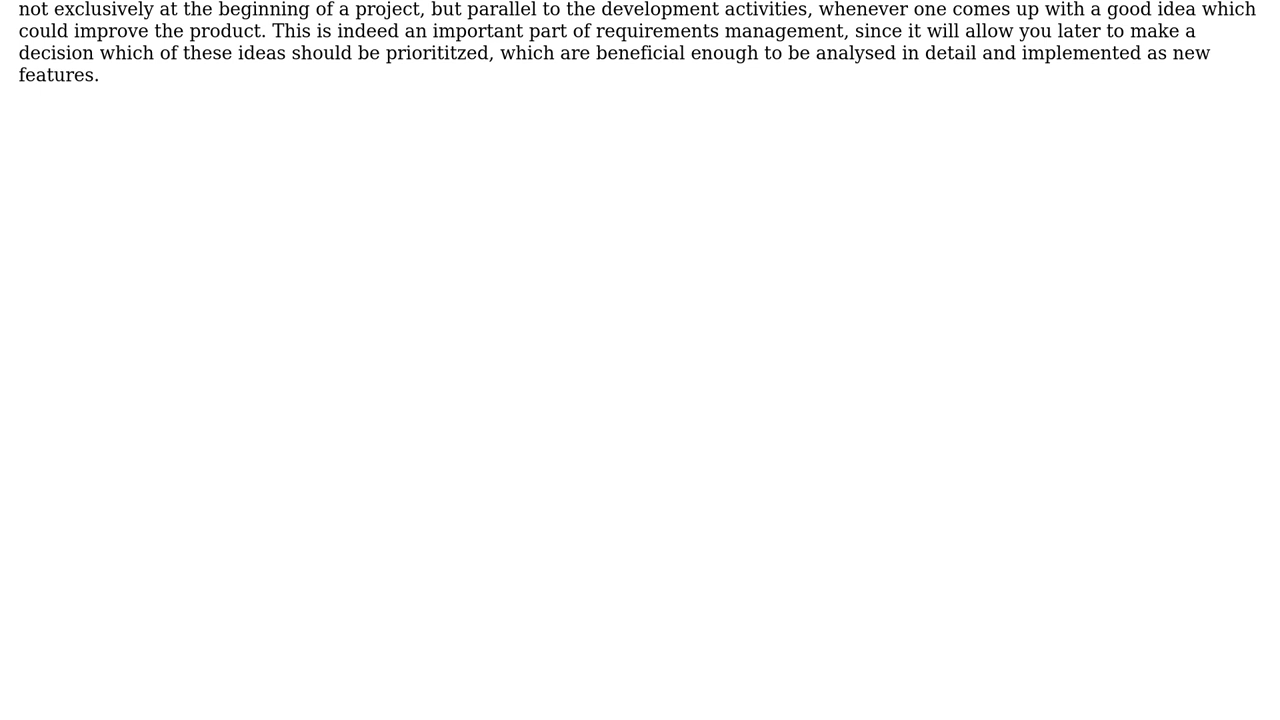 not exclusively at the beginning of a project, but parallel to the development activities, whenever one comes up with a good idea which
could improve the product. This is indeed an important part of requirements management, since it will allow you later to make a
decision which of these ideas should be priorititzed, which are beneficial enough to be analysed in detail and implemented as new
features.